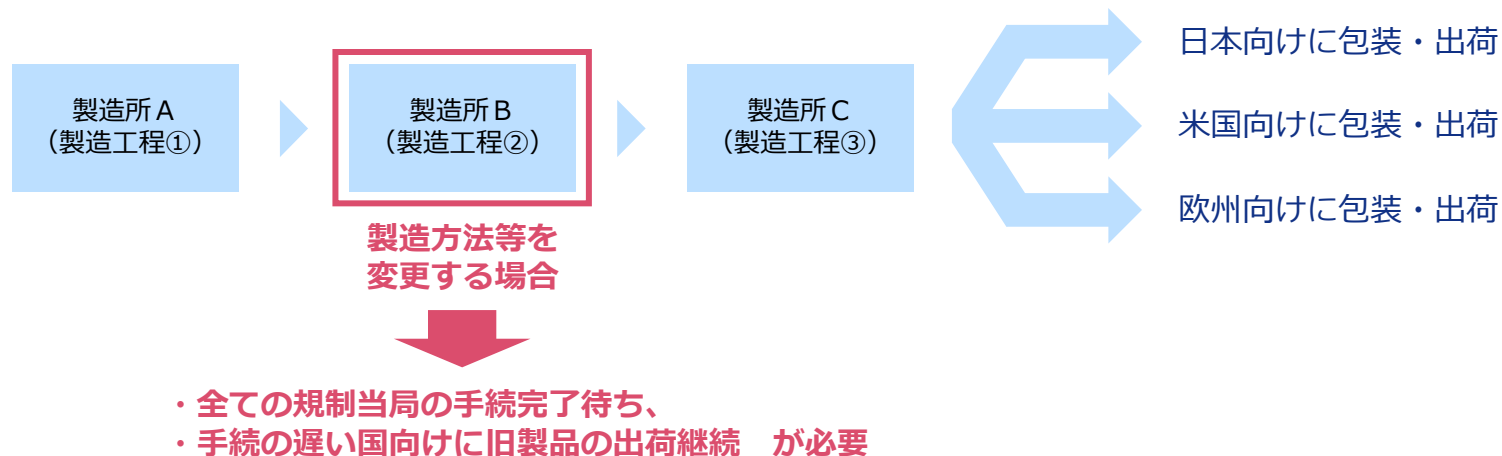 製造所A
(製造工程①)
製造所B
(製造工程②)
製造所C
(製造工程③)
日本向けに包装・出荷
米国向けに包装・出荷
欧州向けに包装・出荷
製造方法等を
変更する場合
・全ての規制当局の手続完了待ち、
・手続の遅い国向けに旧製品の出荷継続　が必要